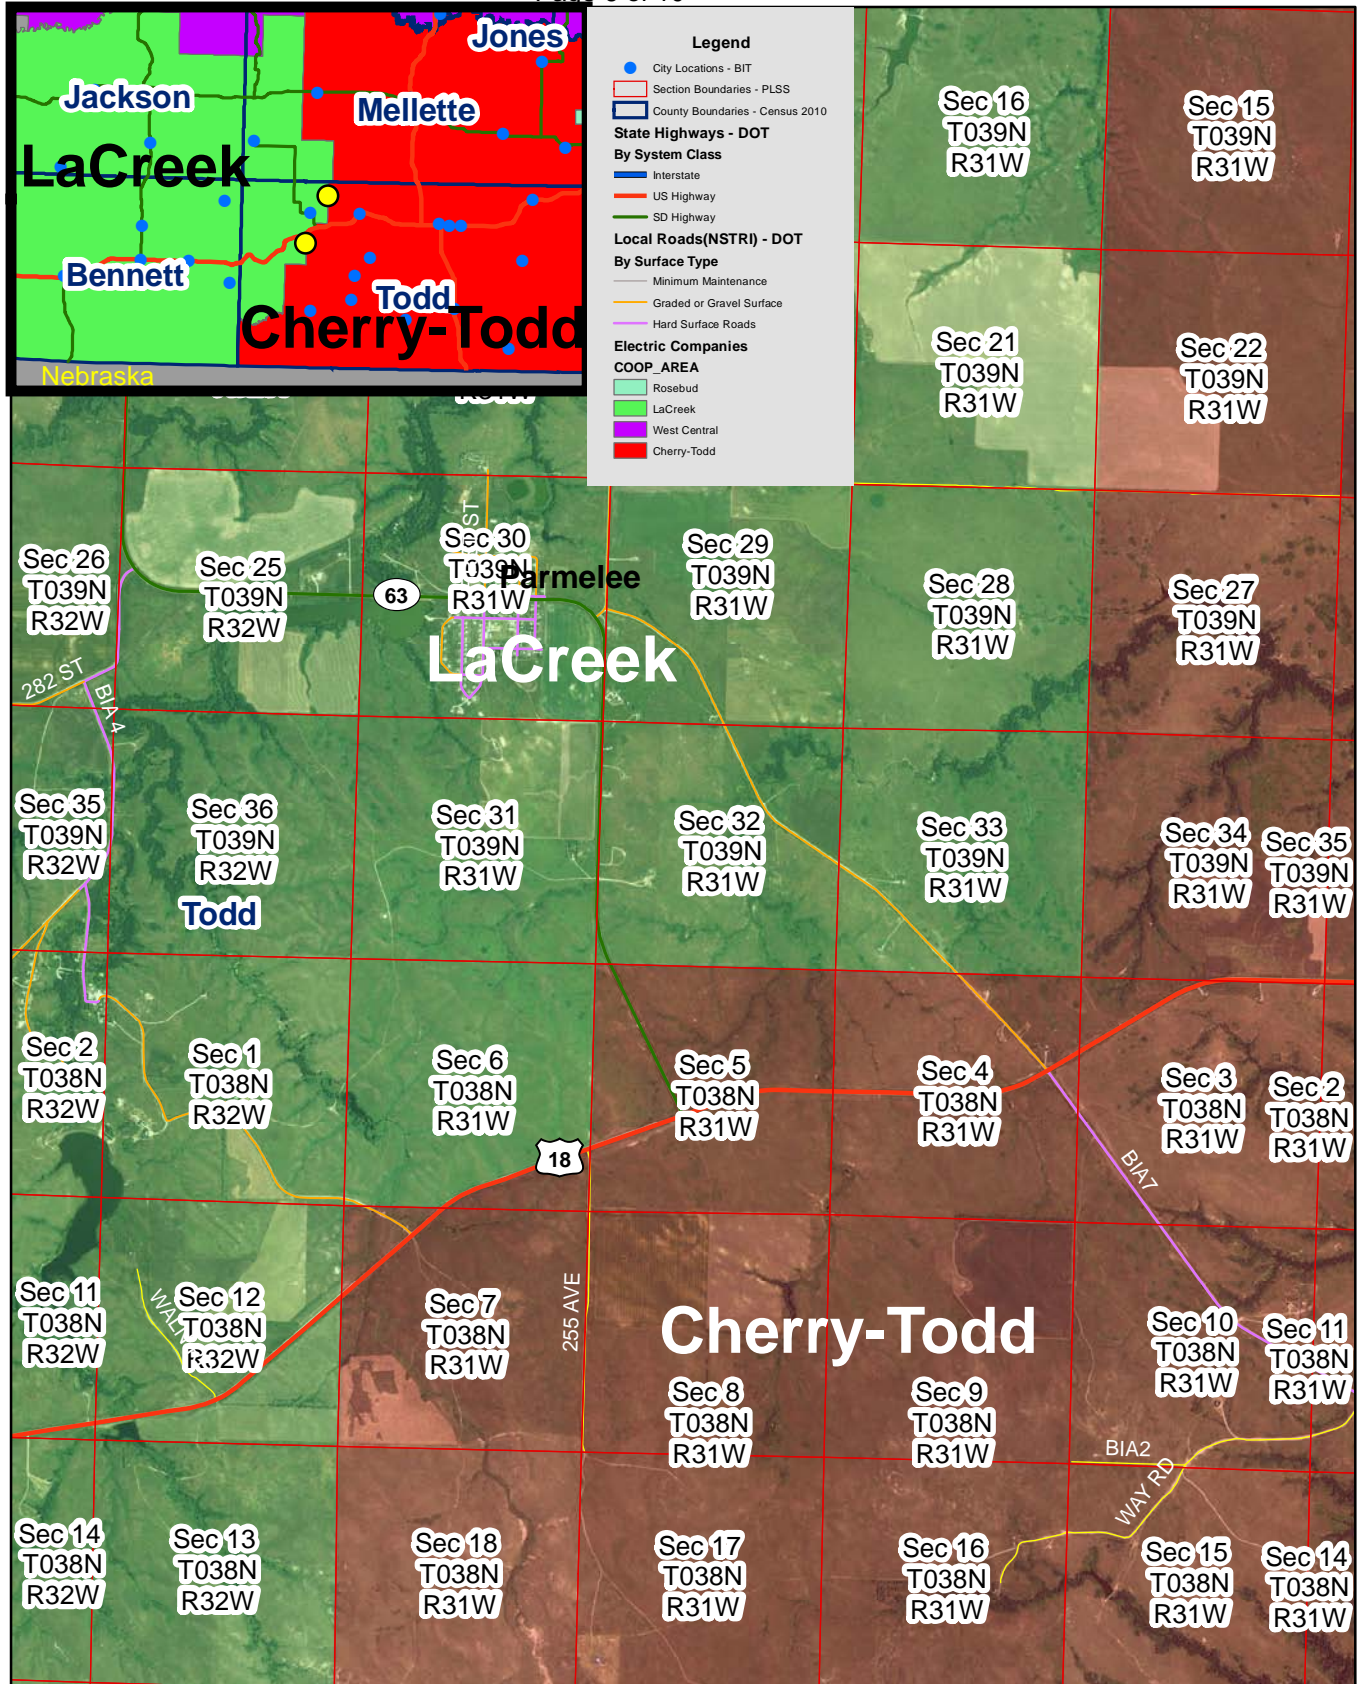 Jones
Jackson
Mellette
LaCreek
Bennett
Todd
Cherry-Todd
Nebraska
Legend
City Locations - BIT
Section Boundaries - PLSS
County Boundaries - Census 2010
State Highways - DOT
By System Class
Interstate
US Highway
SD Highway
Local Roads(NSTRI) - DOT
By Surface Type
Minimum Maintenance
Graded or Gravel Surface
Hard Surface Roads
Electric Companies
COOP_AREA
Rosebud
LaCreek
West Central
Cherry-Todd
Sec 16
T039N
R31W
Sec 15
T039N
R31W
Sec 21
T039N
R31W
Sec 22
T039N
R31W
Sec 26
T039N
R32W
Sec 25
T039N
R32W
63
ST
Sec 30
T039N
R31W
Parmelee
LaCreek
Sec 29
T039N
R31W
Sec 28
T039N
R31W
Sec 27
T039N
R31W
282 ST
BIA 4
Sec 35
T039N
R32W
Sec 36
T039N
R32W
Todd
Sec 31
T039N
R31W
Sec 32
T039N
R31W
Sec 33
T039N
R31W
Sec 34
T039N
R31W
Sec 35
T039N
R31W
Sec 2
T038N
R32W
Sec 1
T038N
R32W
Sec 6
T038N
R31W
18
Sec 5
T038N
R31W
Sec 4
T038N
R31W
Sec 3
T038N
R31W
Sec 2
T038N
R31W
BIA7
Sec 11
T038N
R32W
Sec 12
T038N
R32W
Sec 7
T038N
R31W
255 AVE
Cherry-Todd
Sec 8
T038N
R31W
Sec 9
T038N
R31W
Sec 10
T038N
R31W
Sec 11
T038N
R31W
BIA2
WAY RD
Sec 14
T038N
R32W
Sec 13
T038N
R32W
Sec 18
T038N
R31W
Sec 17
T038N
R31W
Sec 16
T038N
R31W
Sec 15
T038N
R31W
Sec 14
T038N
R31W